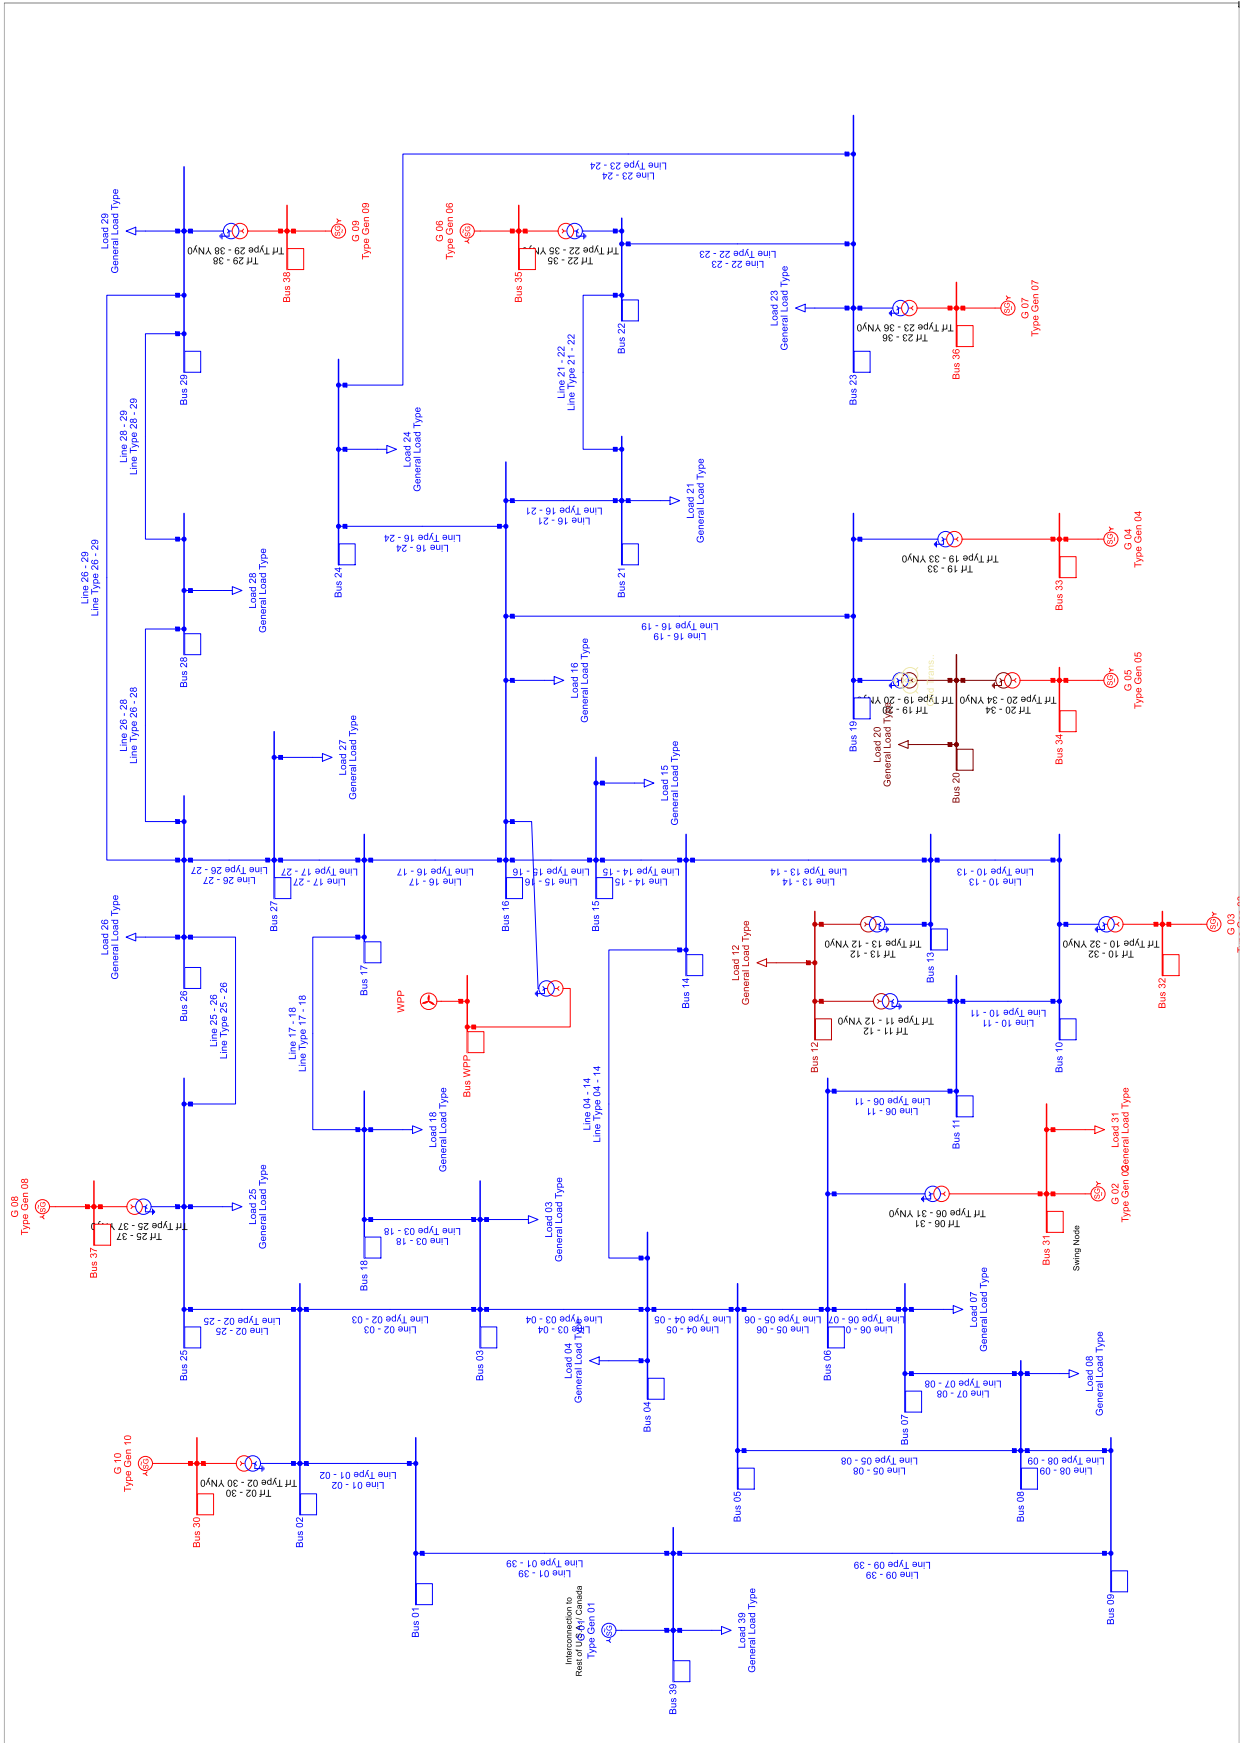 Load 29
General Load Type
Trf Type 29 - 38 YNy0
Trf 29 - 38
Bus 38
G 09
Type Gen 09
Bus 29
Line 28 - 29
Line Type 28 - 29
Line 26 - 29
Line Type 26 - 29
Load 28
General Load Type
Bus 28
Line 26 - 28
Line Type 26 - 28
G 06
Type Gen 06
Bus 35
Trf Type 22 - 35
Trf 22 - 35
Bus 22
Line Type 22 - 23
Line 22 - 23
Line Type 23 - 24
Line 23 - 24
Load 23
General Load Type
Bus 23
Trf Type 23 - 36 YNy0
Trf 23 - 36
Bus 36
G 07
Type Gen 07
Line 21 - 22
Line Type 21 - 22
Load 24
General Load Type
Bus 24
Line Type 16 - 24
Line 16 - 24
Line Type 16 - 21
Line 16 - 21
Load 21
General Load Type
Bus 21
Line Type 16 - 19
Line 16 - 19
Trf Type 19 - 33 YNy0
Trf 19 - 33
Bus 33
G 04
Type Gen 04
Load 16
General Load Type
Bus 19
Trf Type 19 - 20
Trf 19 - 20
Load 20
General Load Type
Bus 20
Trf Type 20 - 34 YNy0
Trf 20 - 34
Bus 34
G 05
Type Gen 05
Load 27
General Load Type
Load 15
General Load Type
Line Type 26 - 27
Line 26 - 27
Bus 27
Line Type 17 - 27
Line 17 - 27
Line Type 16 - 17
Line 16 - 17
Bus 16
Line Type 15 - 16
Line 15 - 16
Bus 15
Line Type 14 - 15
Line 14 - 15
Line Type 13 - 14
Line 13 - 14
Line Type 10 - 13
Line 10 - 13
Load 26
General Load Type
Bus 26
Line 25 - 26
Line Type 25 - 26
Bus 17
Line 17 - 18
Line Type 17 - 18
WPP
Bus WPP
Bus 14
Line 04 - 14
Line Type 04 - 14
Load 12
General Load Type
Trf Type 13 - 12 YNy0
Trf 13 - 12
Bus 13
Trf Type 11 - 12 YNy0
Trf 11 - 12
Bus 12
Line Type 10 - 11
Line 10 - 11
Bus 10
Trf Type 10 - 32 YNy0
Trf 10 - 32
Bus 32
G 03
Line Type 06 - 11
Line 06 - 11
Bus 11
Load 31
General Load Type
G 02
Bus 31
Swing Node
Trf Type 06 - 31 YNy0
Trf 06 - 31
G 08
Type Gen 08
Bus 37
Trf Type 25 - 37
Trf 25 - 37
Load 25
General Load Type
Load 18
General Load Type
Bus 18
Line Type 03 - 18
Line 03 - 18
Load 03
General Load Type
Bus 25
Line Type 02 - 25
Line 02 - 25
Line Type 02 - 03
Line 02 - 03
Bus 03
Line Type 03 - 04
Line 03 - 04
Load 04
General Load Type
Bus 04
Line Type 04 - 05
Line 04 - 05
Line Type 05 - 06
Line 05 - 06
Bus 06
Line Type 06 - 07
Load 07
General Load Type
Bus 07
Line Type 07 - 08
Line 07 - 08
Load 08
General Load Type
G 10
Type Gen 10
Bus 30
Trf Type 02 - 30 YNy0
Trf 02 - 30
Bus 02
Line Type 01 - 02
Line 01 - 02
Bus 01
Bus 05
Line Type 05 - 08
Line 05 - 08
Bus 08
Line Type 08 - 09
Line 08 - 09
Bus 09
Line Type 01 - 39
Line 01 - 39
Line Type 09 - 39
Line 09 - 39
Interconnection to
Rest of U.S.A / Canada
G 01
Type Gen 01
Load 39
General Load Type
Bus 39